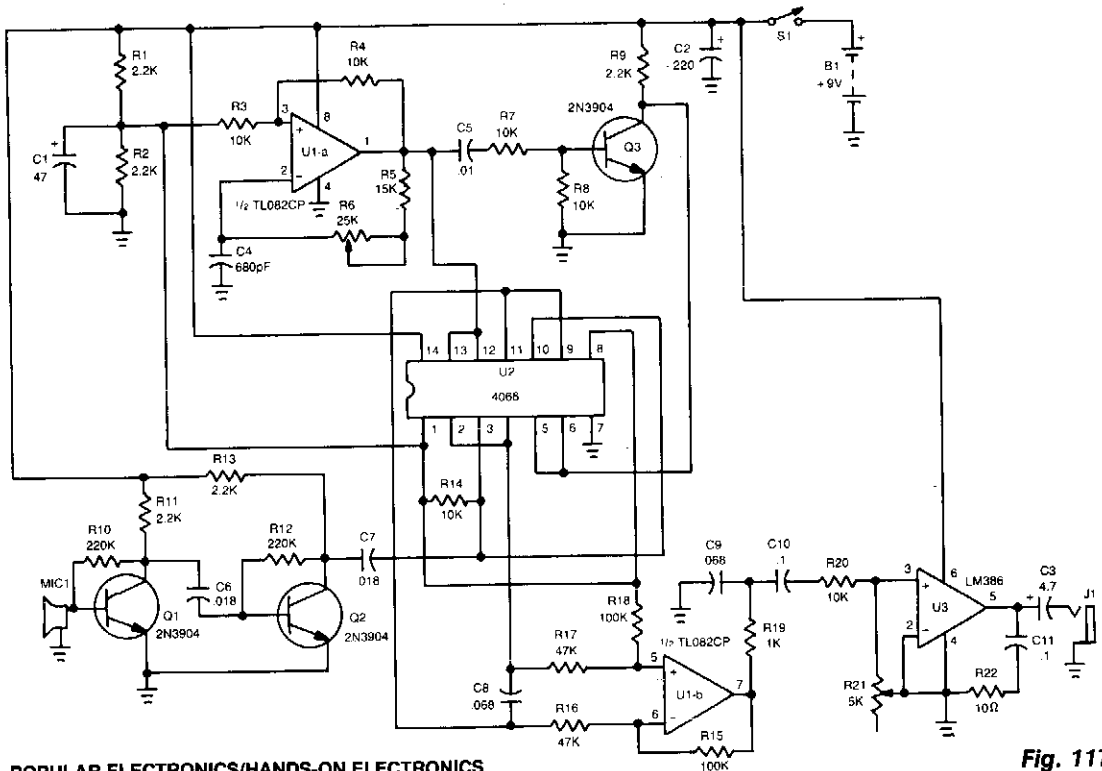 R1
2.2K
R4
10K
C2
220
+
R9
2.2K
S1
+
B1
+9V
R3
10K
3
+
8
U1-a
1
2
-
4
½ TL082CP
C5
.01
R7
10K
2N3904
Q3
C1
47
+
R2
2.2K
R5
15K
R6
25K
R8
10K
C4
680pF
14
13
12
11
10
9
8
U2
4066
1
2
3
4
5
6
7
R13
2.2K
R11
2.2K
R14
10K
R10
220K
R12
220K
C7
018
MIC1
C6
.018
Q1
2N3904
Q2
2N3904
C9
068
C10
.1
R20
10K
3
+
6
LM386
5
U3
2
-
4
C3
4.7
+
J1
R18
100K
½ TL082CP
R19
1K
C11
.1
R17
47K
5
+
7
U1-b
6
-
C8
.068
R16
47K
R15
100K
R21
5K
R22
10Ω
POPULAR ELECTRONICS/HANDS-ON ELECTRONICS
Fig. 117